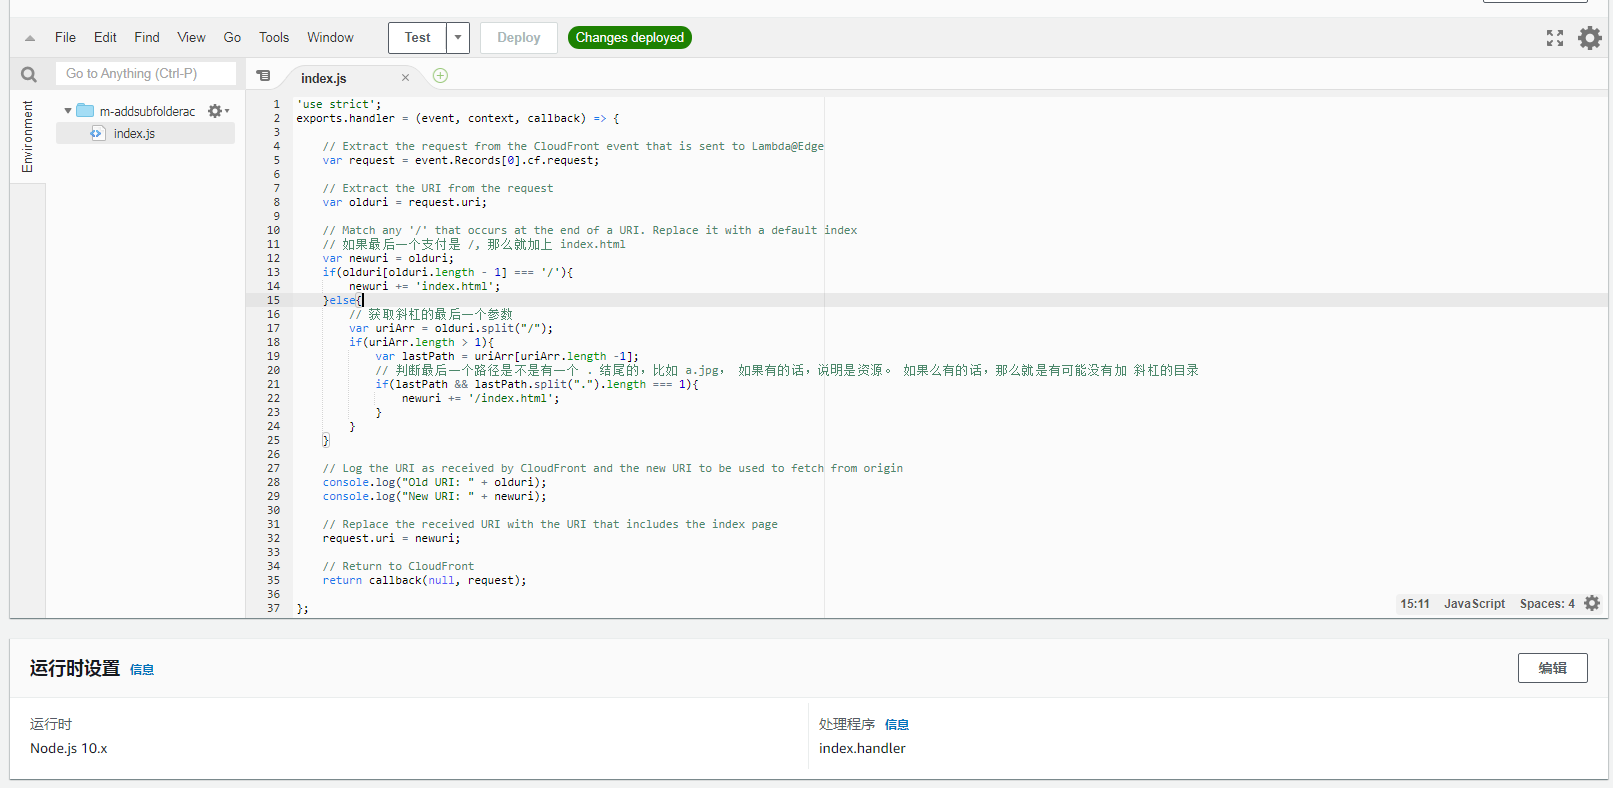 File Edit Find View Go Tools Window Test Deploy Changes deployed
Go to Anything (Ctrl-P) index.js
Environment
m-addsubfolderac
index.js
1 'use strict';
2 exports.handler = (event, context, callback) => {
3
4 // Extract the request from the CloudFront event that is sent to Lambda@Edge
5 var request = event.Records[0].cf.request;
6
7 // Extract the URI from the request
8 var olduri = request.uri;
9
10 // Match any '/' that occurs at the end of a URI. Replace it with a default index
11 // 如果最后一个支付是 /, 那么就加上 index.html
12 var newuri = olduri;
13 if(olduri[olduri.length - 1] === '/'){
14 newuri += 'index.html';
15 }else{
16 // 获取斜杠的最后一个参数
17 var uriArr = olduri.split("/");
18 if(uriArr.length > 1){
19 var lastPath = uriArr[uriArr.length -1];
20 // 判断最后一个路径是不是有一个 . 结尾的，比如 a.jpg， 如果有的话，说明是资源。 如果么有的话，那么就是有可能没有加 斜杠的目录
21 if(lastPath && lastPath.split(".").length === 1){
22 newuri += '/index.html';
23 }
24 }
25 }
26
27 // Log the URI as received by CloudFront and the new URI to be used to fetch from origin
28 console.log("Old URI: " + olduri);
29 console.log("New URI: " + newuri);
30
31 // Replace the received URI with the URI that includes the index page
32 request.uri = newuri;
33
34 // Return to CloudFront
35 return callback(null, request);
36
37 };
15:11 JavaScript Spaces: 4
运行时设置 信息 编辑
运行时 处理程序 信息
Node.js 10.x index.handler